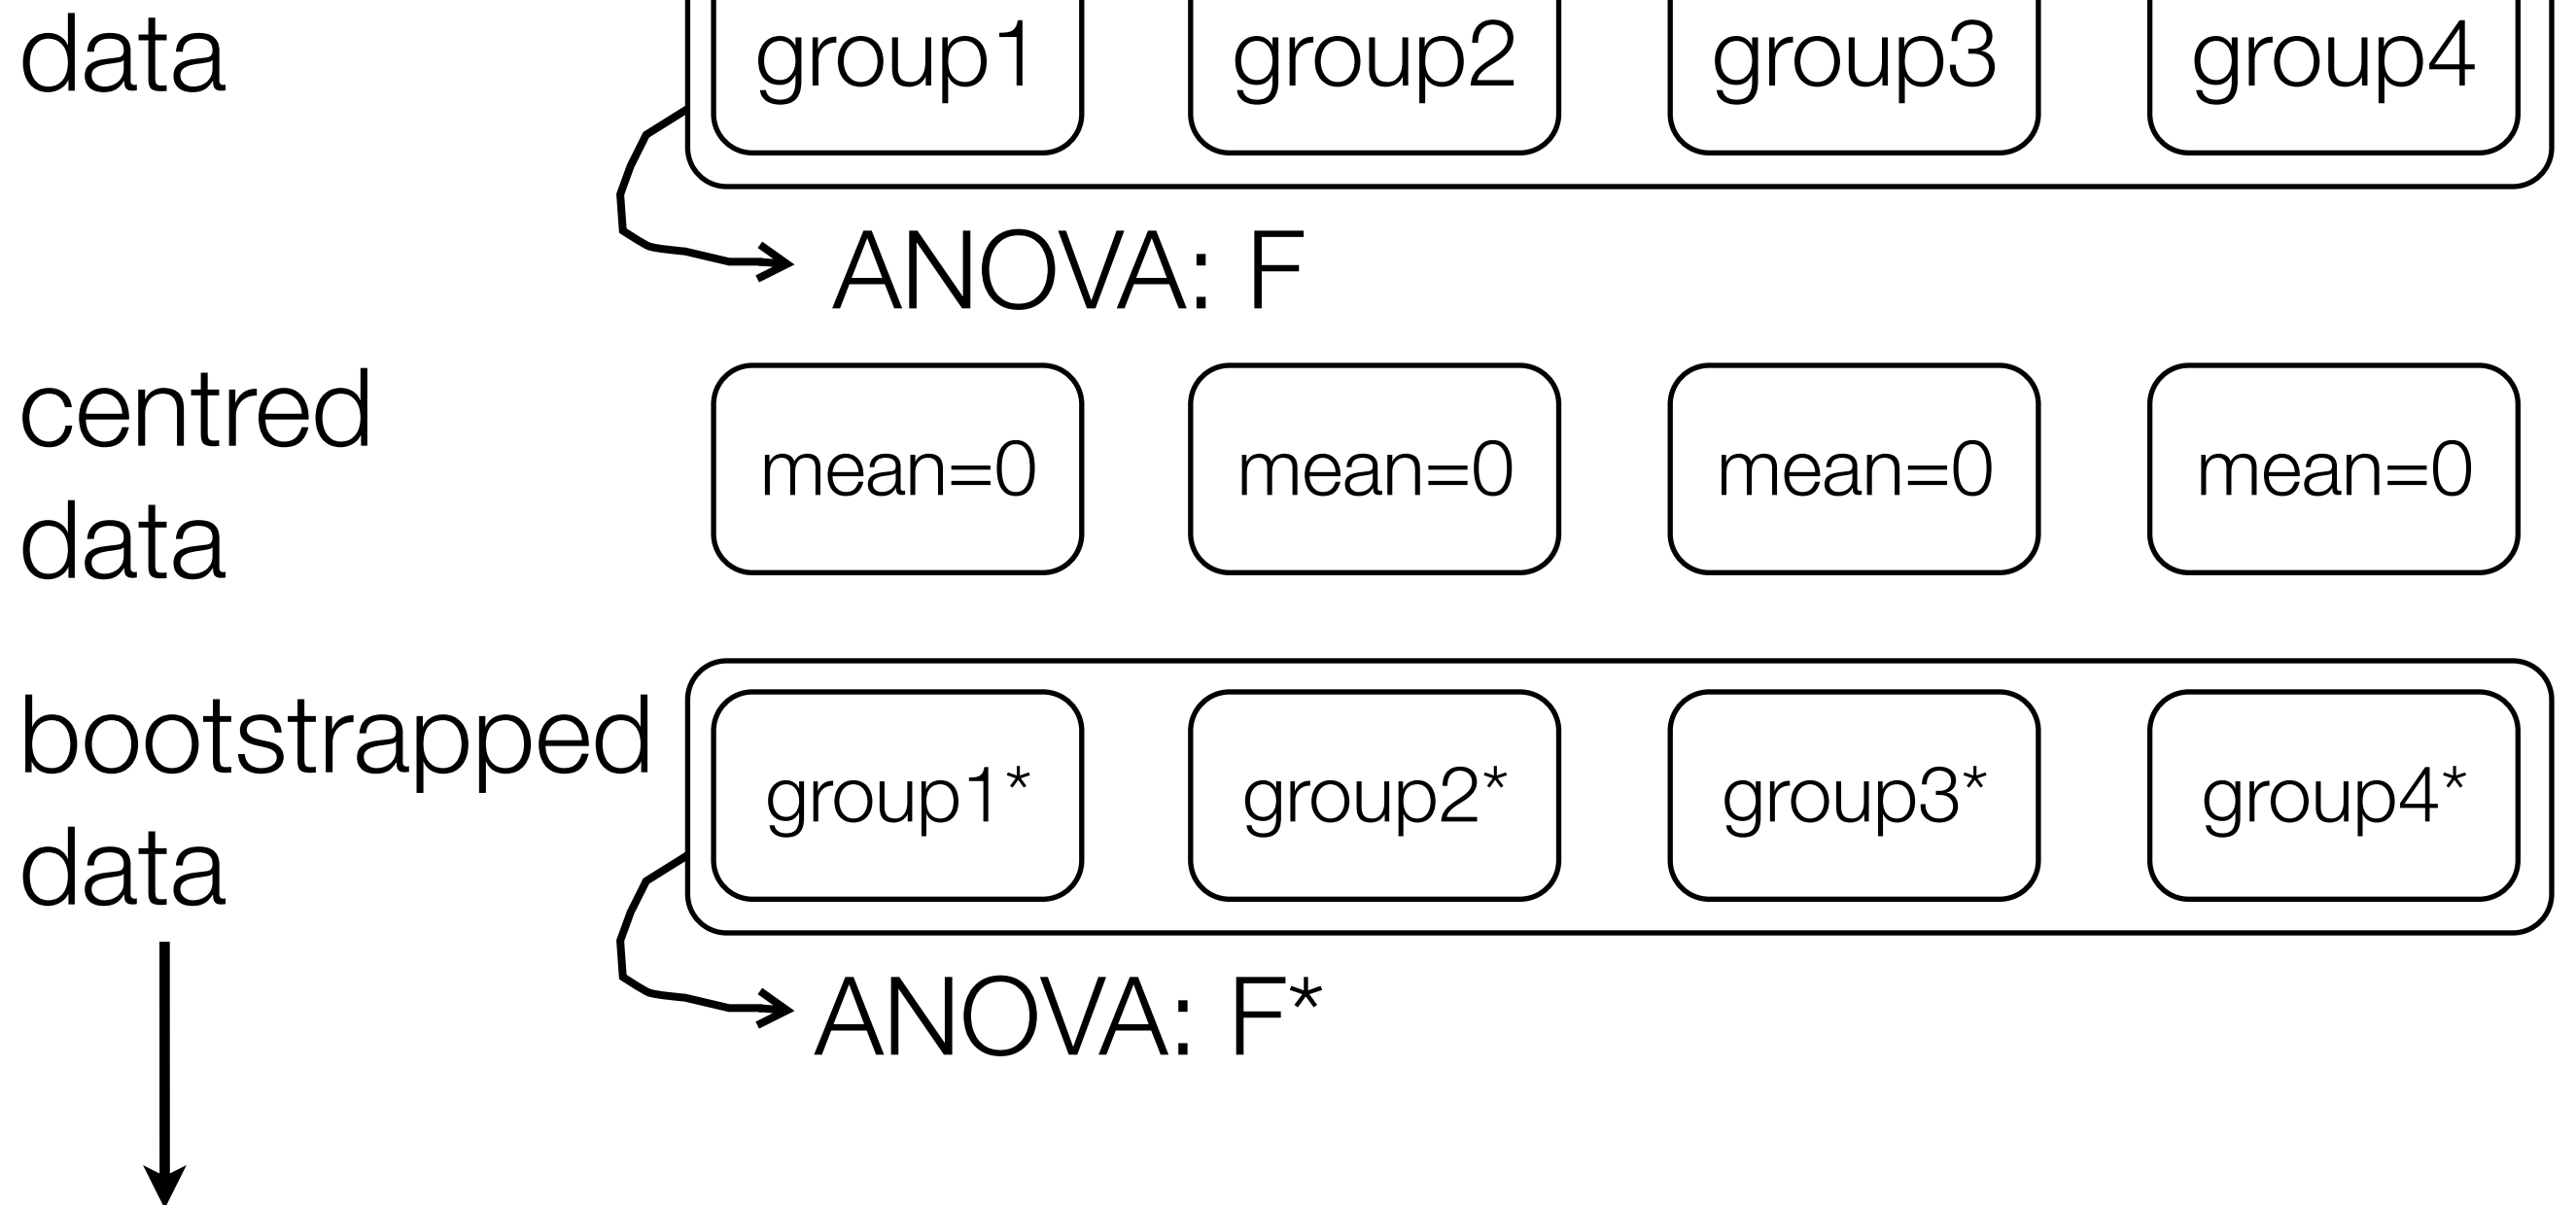 data group1 group2 group3 group4
ANOVA: F
centred
data
mean=0 mean=0 mean=0 mean=0
bootstrapped
data
group1* group2* group3* group4*
ANOVA: F*